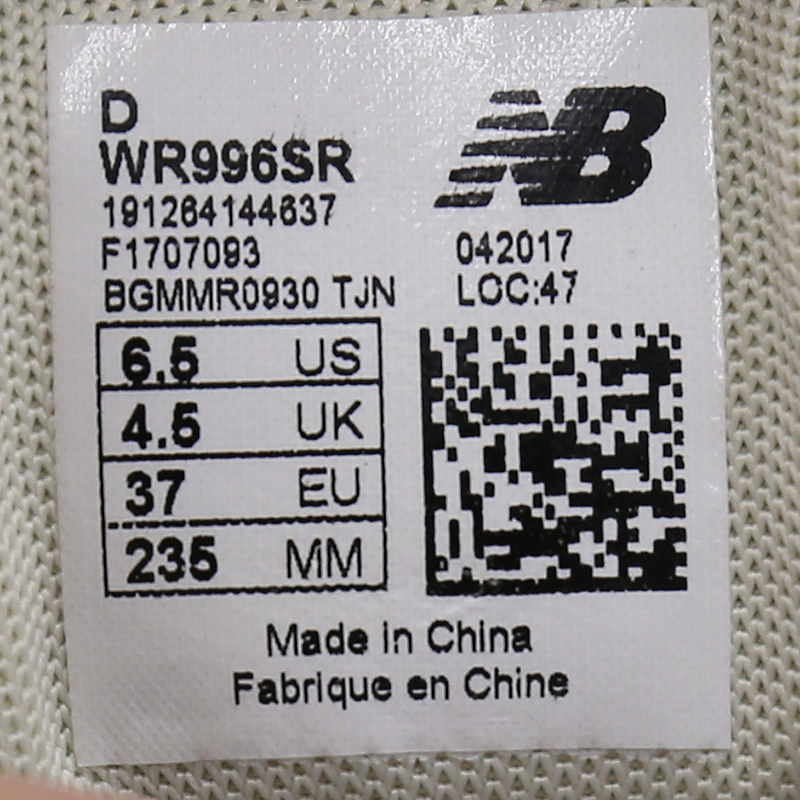 D
NB
WR996SR
191264144637
F1707093
042017
BGMMR0930 TJN
LOC:47
6.5 US
4.5 UK
37 EU
235 MM
Made in China
Fabrique en Chine